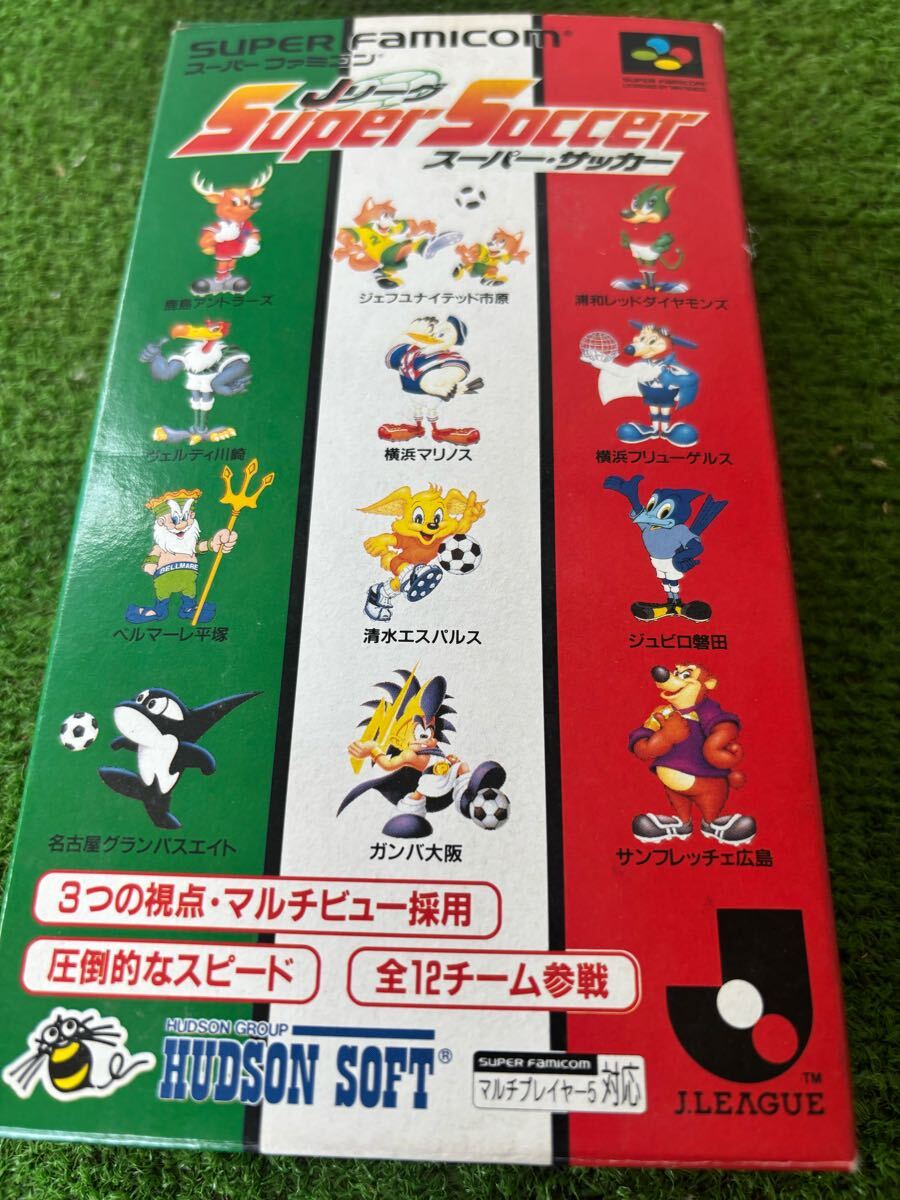 SUPER FAMICOM®
スーパーファミコン®
SUPER FAMICOM
Jリーグ
Super Soccer
スーパー・サッカー
鹿島アントラーズ
ジェフユナイテッド市原
浦和レッドダイヤモンズ
ヴェルディ川崎
横浜マリノス
横浜フリューゲルス
BELLMARE
ベルマーレ平塚
清水エスパルス
ジュビロ磐田
名古屋グランパスエイト
ガンバ大阪
サンフレッチェ広島
3つの視点・マルチビュー採用
圧倒的なスピード
全12チーム参戦
HUDSON GROUP
HUDSON SOFT®
SUPER FAMICOM
マルチプレイヤー5対応
TM
J.LEAGUE